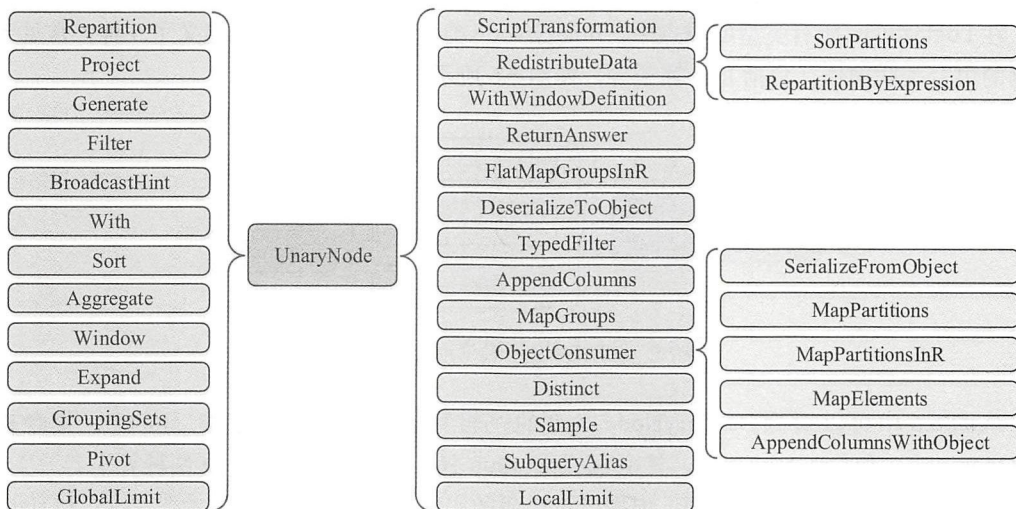 Repartition
Project
Generate
Filter
BroadcastHint
With
Sort
Aggregate
Window
Expand
GroupingSets
Pivot
GlobalLimit
UnaryNode
ScriptTransformation
RedistributeData
WithWindowDefinition
ReturnAnswer
FlatMapGroupsInR
DeserializeToObject
TypedFilter
AppendColumns
MapGroups
ObjectConsumer
Distinct
Sample
SubqueryAlias
LocalLimit
SortPartitions
RepartitionByExpression
SerializeFromObject
MapPartitions
MapPartitionsInR
MapElements
AppendColumnsWithObject